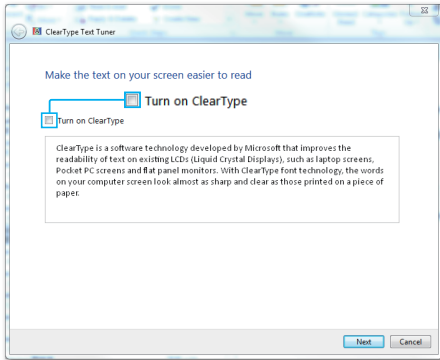 ClearType Text Tuner
Make the text on your screen easier to read
Turn on ClearType
Turn on ClearType
ClearType is a software technology developed by Microsoft that improves the
readability of text on existing LCDs (Liquid Crystal Displays), such as laptop screens,
Pocket PC screens and flat panel monitors. With ClearType font technology, the words
on your computer screen look almost as sharp and clear as those printed on a piece of
paper.
Next
Cancel